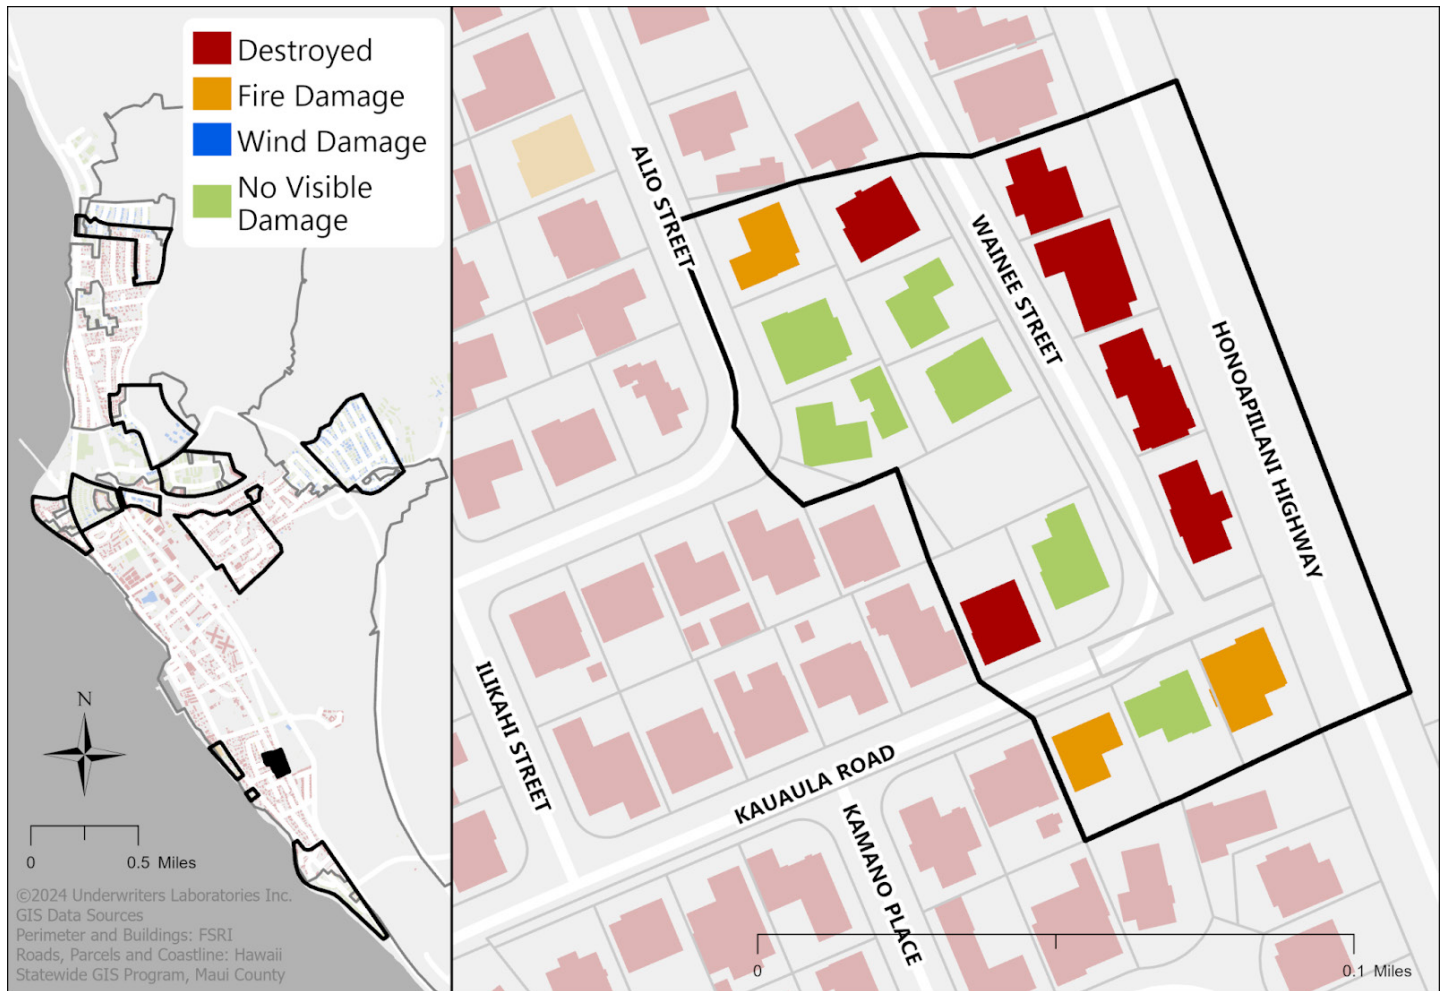 Destroyed
Fire Damage
Wind Damage
No Visible
Damage
ALIO STREET
WAINEE STREET
HONOAPIILANI HIGHWAY
ILIKAHI STREET
KAUAULA ROAD
KAMANO PLACE
N
0 0.5 Miles
©2024 Underwriters Laboratories Inc.
GIS Data Sources
Perimeter and Buildings: FSRI
Roads, Parcels and Coastline: Hawaii
Statewide GIS Program, Maui County
0 0.1 Miles